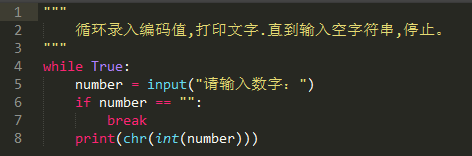 1 """
2     循环录入编码值,打印文字.直到输入空字符串,停止。
3 """
4 while True:
5     number = input("请输入数字：")
6     if number == "":
7         break
8     print(chr(int(number)))